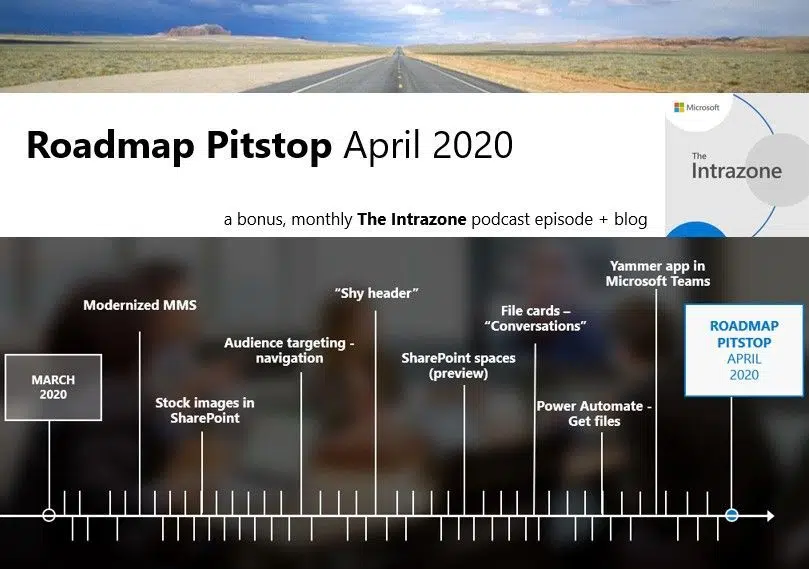 Microsoft
The
Intrazone
Roadmap Pitstop April 2020
a bonus, monthly The Intrazone podcast episode + blog
MARCH
2020
Modernized MMS
Stock images in
SharePoint
Audience targeting -
navigation
“Shy header”
SharePoint spaces
(preview)
File cards –
“Conversations”
Power Automate -
Get files
Yammer app in
Microsoft Teams
ROADMAP
PITSTOP
APRIL
2020